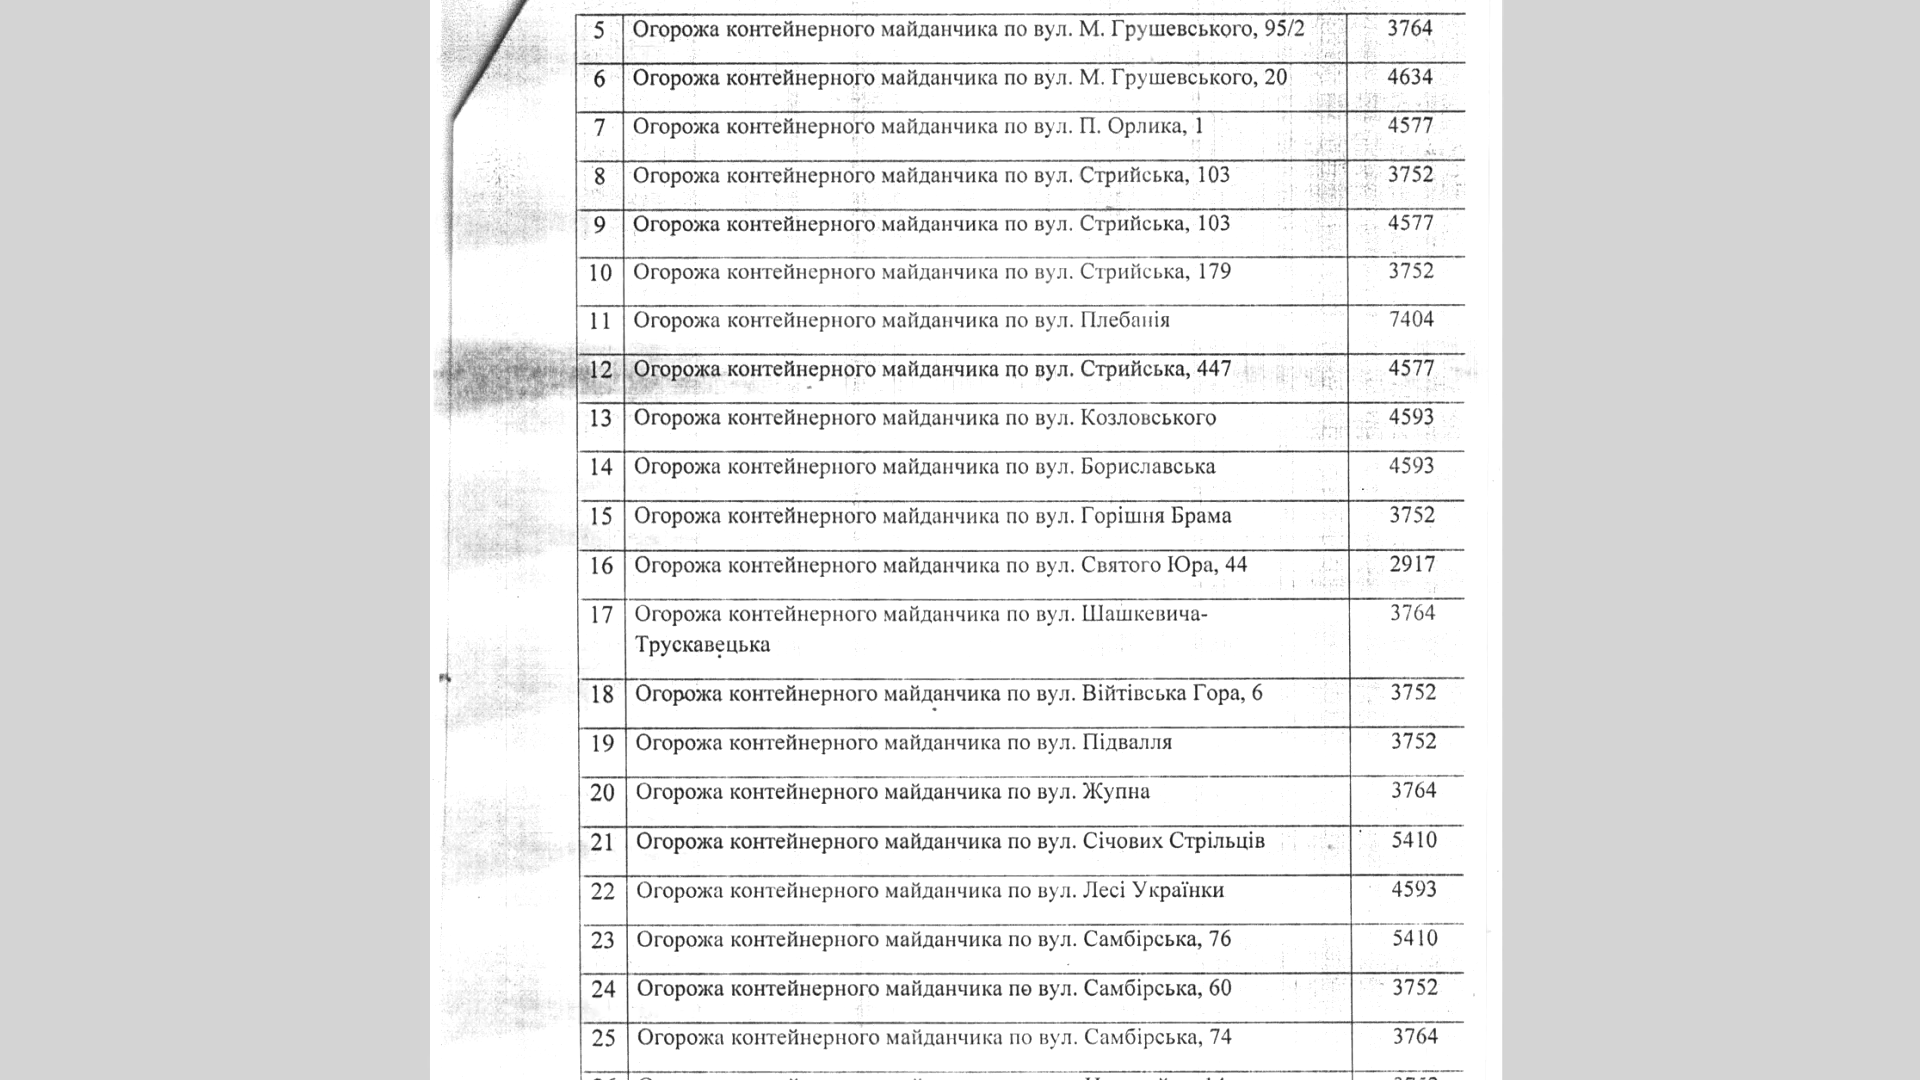 5 Огорожа контейнерного майданчика по вул. М. Грушевського, 95/2 3764
6 Огорожа контейнерного майданчика по вул. М. Грушевського, 20 4634
7 Огорожа контейнерного майданчика по вул. П. Орлика, 1 4577
8 Огорожа контейнерного майданчика по вул. Стрийська, 103 3752
9 Огорожа контейнерного майданчика по вул. Стрийська, 103 4577
10 Огорожа контейнерного майданчика по вул. Стрийська, 179 3752
11 Огорожа контейнерного майданчика по вул. Плебанія 7404
12 Огорожа контейнерного майданчика по вул. Стрийська, 447 4577
13 Огорожа контейнерного майданчика по вул. Козловського 4593
14 Огорожа контейнерного майданчика по вул. Бориславська 4593
15 Огорожа контейнерного майданчика по вул. Горішня Брама 3752
16 Огорожа контейнерного майданчика по вул. Святого Юра, 44 2917
17 Огорожа контейнерного майданчика по вул. Шашкевича- 3764
Трускавецька
18 Огорожа контейнерного майданчика по вул. Війтівська Гора, 6 3752
19 Огорожа контейнерного майданчика по вул. Підвалля 3752
20 Огорожа контейнерного майданчика по вул. Жупна 3764
21 Огорожа контейнерного майданчика по вул. Січових Стрільців 5410
22 Огорожа контейнерного майданчика по вул. Лесі Українки 4593
23 Огорожа контейнерного майданчика по вул. Самбірська, 76 5410
24 Огорожа контейнерного майданчика по вул. Самбірська, 60 3752
25 Огорожа контейнерного майданчика по вул. Самбірська, 74 3764